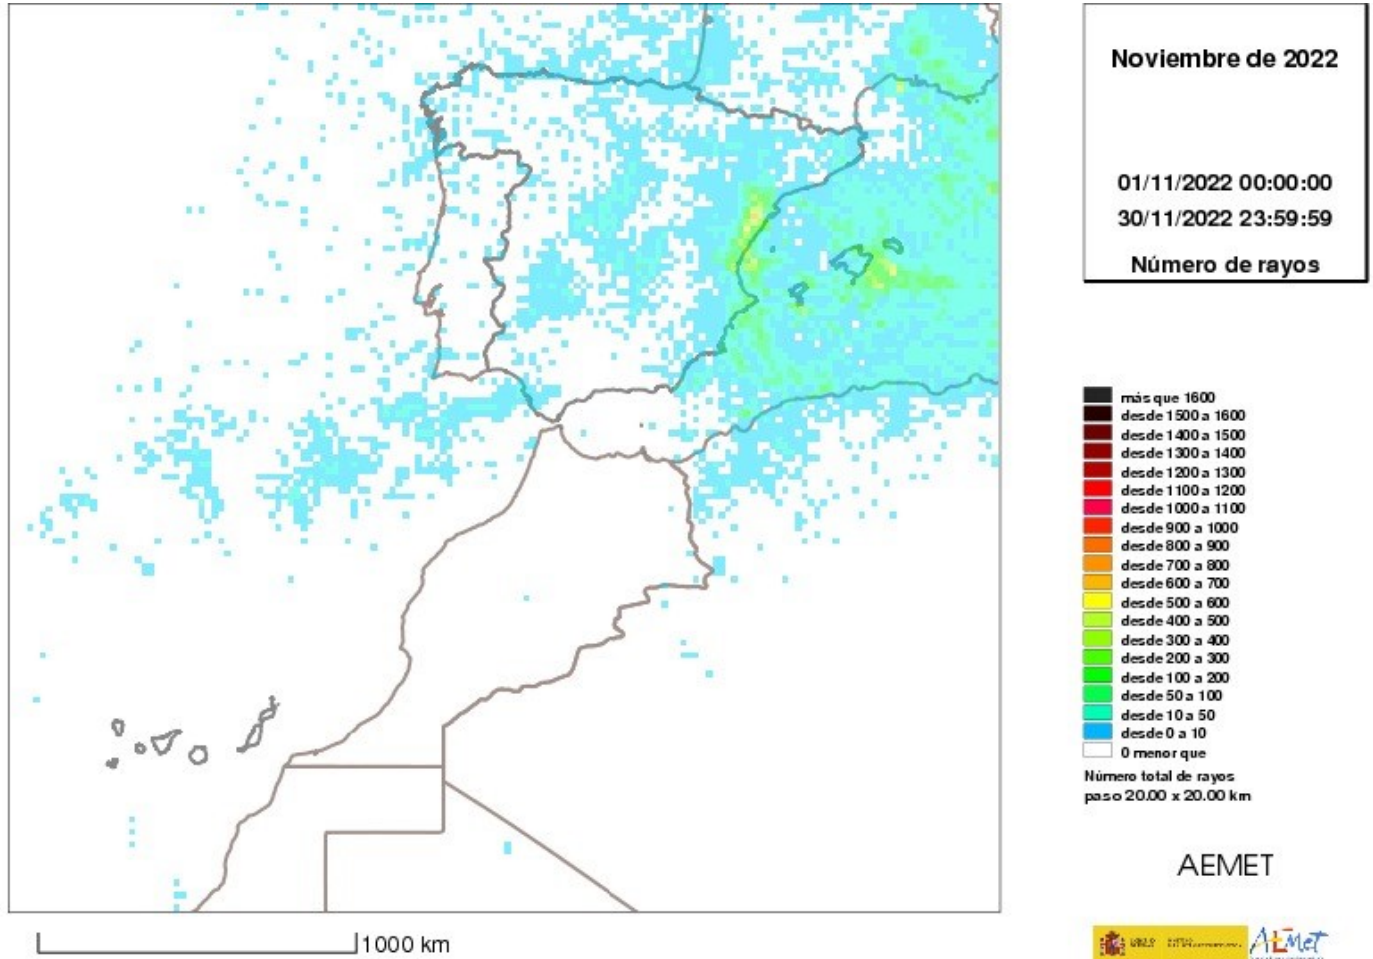 Noviembre de 2022
01/11/2022 00:00:00
30/11/2022 23:59:59
Número de rayos
más que 1600
desde 1500 a 1600
desde 1400 a 1500
desde 1300 a 1400
desde 1200 a 1300
desde 1100 a 1200
desde 1000 a 1100
desde 900 a 1000
desde 800 a 900
desde 700 a 800
desde 600 a 700
desde 500 a 600
desde 400 a 500
desde 300 a 400
desde 200 a 300
desde 100 a 200
desde 50 a 100
desde 10 a 50
desde 0 a 10
0 menor que
Número total de rayos
paso 20.00 x 20.00 km
AEMET
1000 km
AEMet